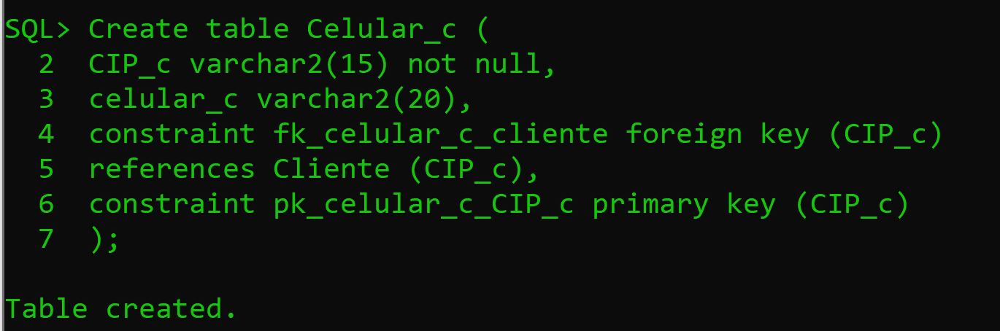 SQL> Create table Celular_c (
2 CIP_c varchar2(15) not null,
3 celular_c varchar2(20),
4 constraint fk_celular_c_cliente foreign key (CIP_c)
5 references Cliente (CIP_c),
6 constraint pk_celular_c_CIP_c primary key (CIP_c)
7 );
Table created.